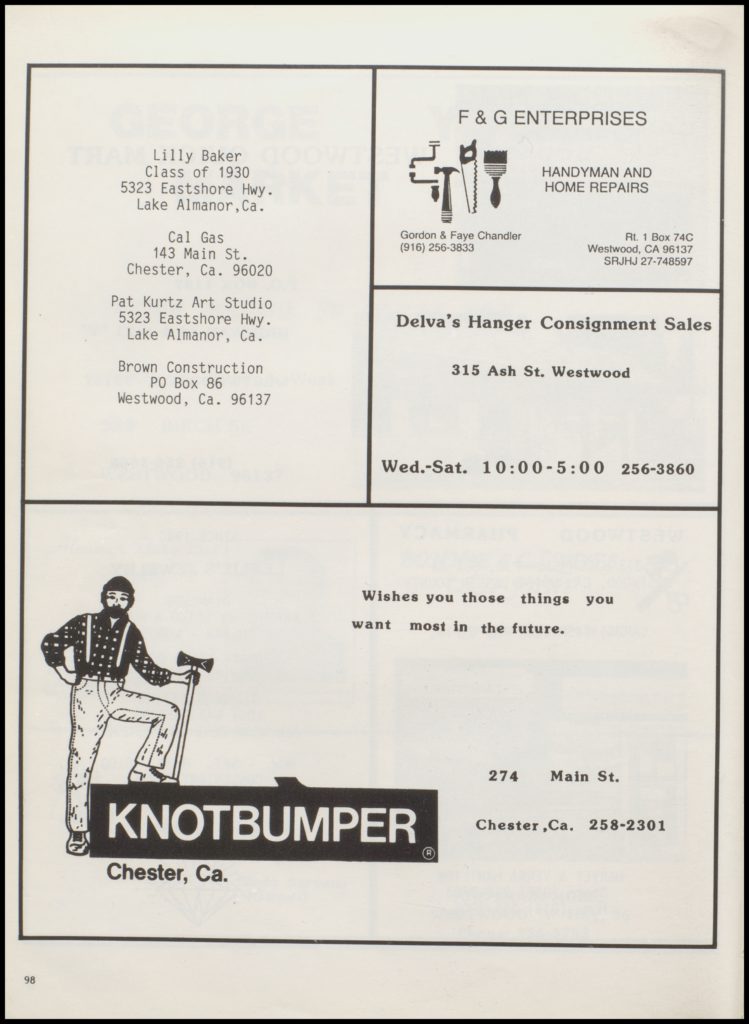 Lilly Baker
Class of 1930
5323 Eastshore Hwy.
Lake Almanor,Ca.
Cal Gas
143 Main St.
Chester, Ca. 96020
Pat Kurtz Art Studio
5323 Eastshore Hwy.
Lake Almanor, Ca.
Brown Construction
PO Box 86
Westwood, Ca. 96137
F & G ENTERPRISES
HANDYMAN AND
HOME REPAIRS
Gordon & Faye Chandler
(916) 256-3833
Rt. 1 Box 74C
Westwood, CA 96137
SRJHJ 27-748597
Delva's Hanger Consignment Sales
315 Ash St. Westwood
Wed.-Sat. 10:00-5:00 256-3860
Wishes you those things you
want most in the future.
274 Main St.
Chester,Ca. 258-2301
KNOTBUMPER ®
Chester, Ca.
98